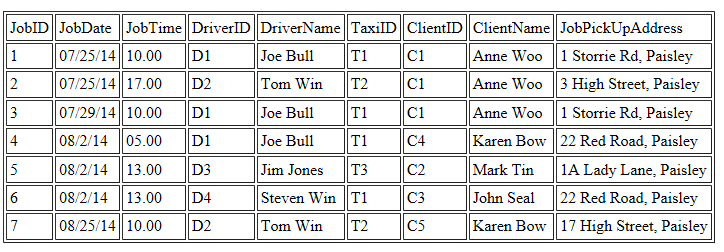 JobID JobDate JobTime DriverID DriverName TaxiID ClientID ClientName JobPickUpAddress
1 07/25/14 10.00 D1 Joe Bull T1 C1 Anne Woo 1 Storrie Rd, Paisley
2 07/25/14 17.00 D2 Tom Win T2 C1 Anne Woo 3 High Street, Paisley
3 07/29/14 10.00 D1 Joe Bull T1 C1 Anne Woo 1 Storrie Rd, Paisley
4 08/2/14 05.00 D1 Joe Bull T1 C4 Karen Bow 22 Red Road, Paisley
5 08/2/14 13.00 D3 Jim Jones T3 C2 Mark Tin 1A Lady Lane, Paisley
6 08/2/14 13.00 D4 Steven Win T1 C3 John Seal 22 Red Road, Paisley
7 08/25/14 10.00 D2 Tom Win T2 C5 Karen Bow 17 High Street, Paisley